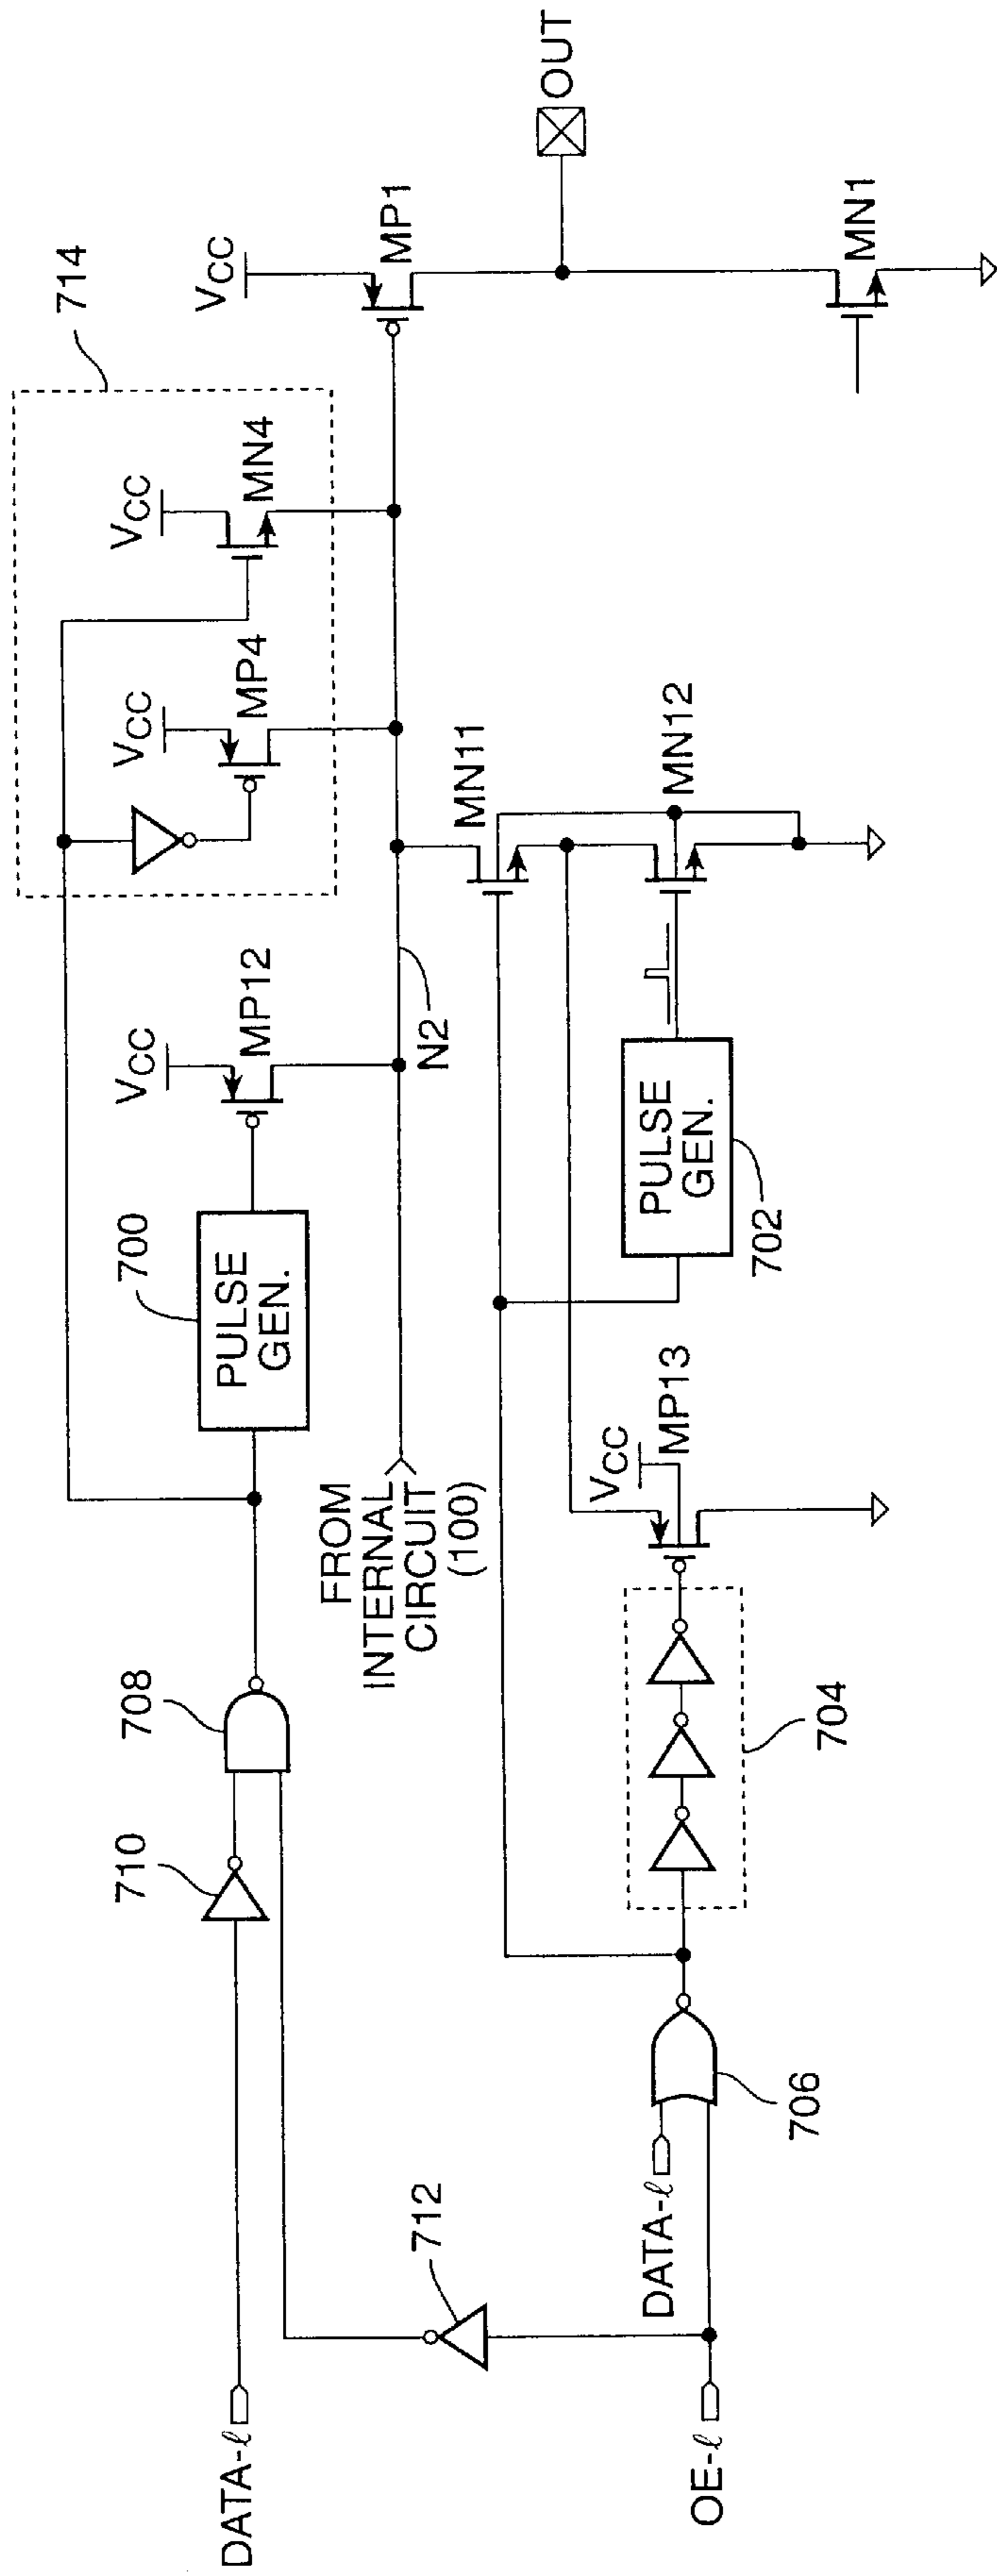 714
710
708
700
PULSE
GEN.
VCC
MP12
VCC
MP4
VCC
MN4
VCC
MP1
DATA-ℓ
FROM
INTERNAL
CIRCUIT
(100)
N2
712
MN11
OUT
VCC
MP13
PULSE
GEN.
702
MN12
DATA-ℓ
OE-ℓ
706
704
MN1